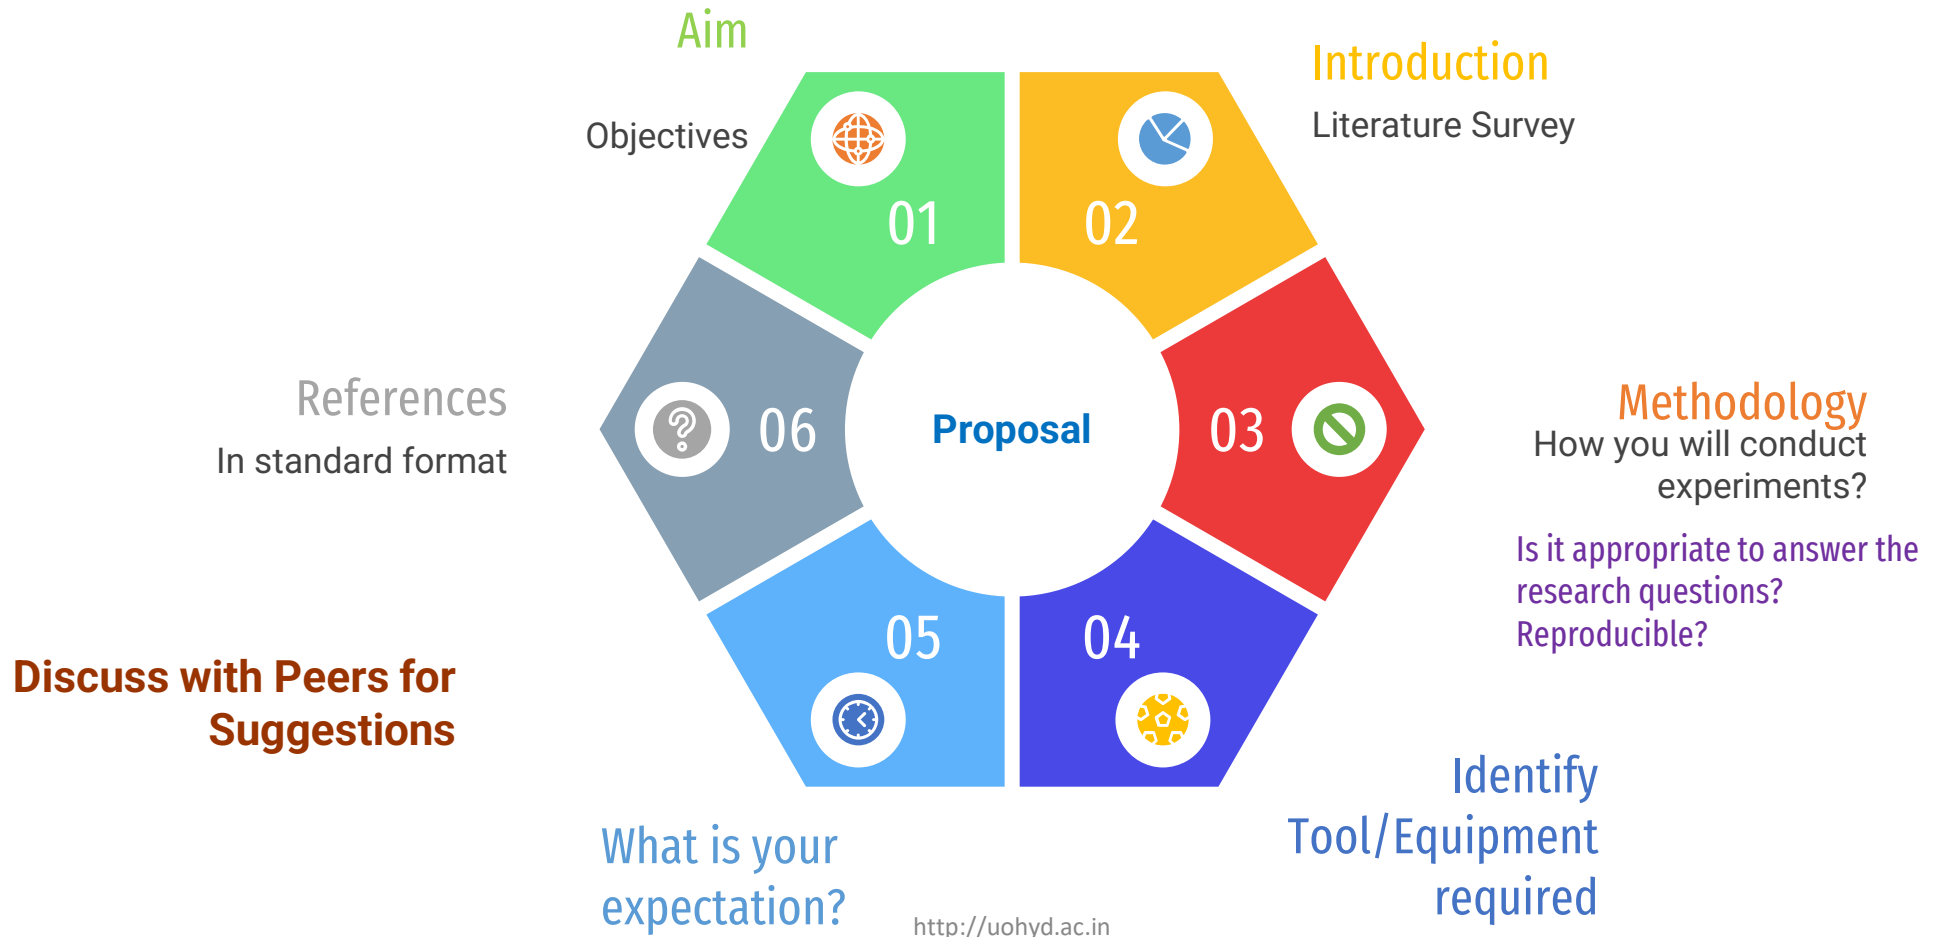 Aim
Objectives
01
Introduction
Literature Survey
02
Methodology
How you will conduct
experiments?
Is it appropriate to answer the
research questions?
Reproducible?
03
Proposal
References
In standard format
06
05
04
Discuss with Peers for
Suggestions
What is your
expectation?
Identify
Tool/Equipment
required
http://uohyd.ac.in